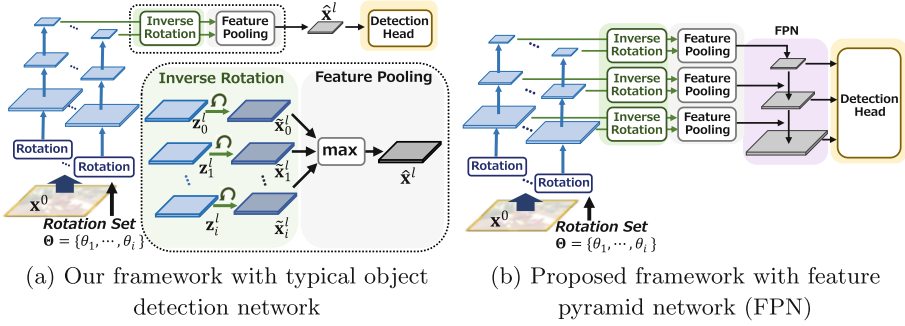 Inverse
Rotation
Feature
Pooling
x̂^l
Detection
Head
Inverse Rotation
Feature Pooling
z_0^l
x̃_0^l
z_1^l
x̃_1^l
z_i^l
x̃_i^l
max
x̂^l
Rotation
Rotation
x^0
Rotation Set
Θ = {θ_1, ⋯, θ_i}
(a) Our framework with typical object
detection network
Inverse
Rotation
Feature
Pooling
Inverse
Rotation
Feature
Pooling
Inverse
Rotation
Feature
Pooling
FPN
Detection
Head
Rotation
Rotation
x^0
Rotation Set
Θ = {θ_1, ⋯, θ_i}
(b) Proposed framework with feature
pyramid network (FPN)